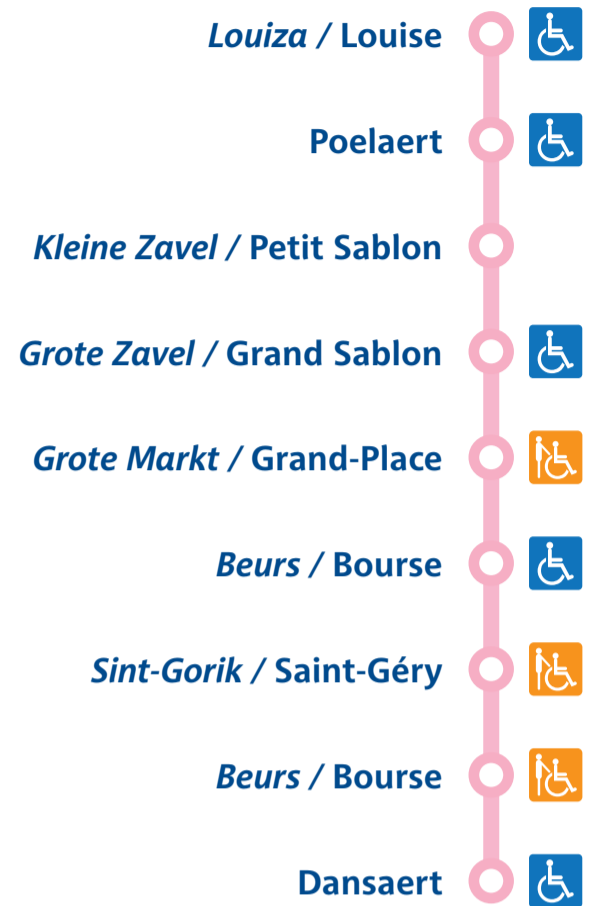 Louiza / Louise
Poelaert
Kleine Zavel / Petit Sablon
Grote Zavel / Grand Sablon
Grote Markt / Grand-Place
Beurs / Bourse
Sint-Gorik / Saint-Géry
Beurs / Bourse
Dansaert